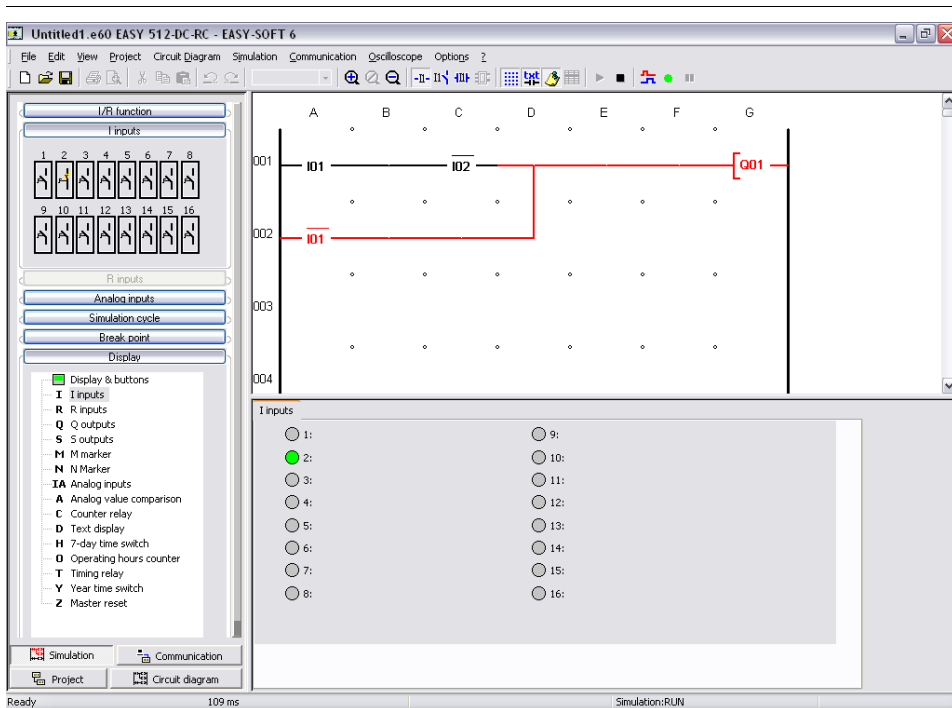 Untitled1.e60 EASY 512-DC-RC - EASY-SOFT 6
File Edit View Project Circuit Diagram Simulation Communication Oscilloscope Options ?
txt
I/R function
I inputs
1 2 3 4 5 6 7 8
9 10 11 12 13 14 15 16
R inputs
Analog inputs
Simulation cycle
Break point
Display
Display & buttons
I I inputs
R R inputs
Q Q outputs
S S outputs
M M marker
N N Marker
IA Analog inputs
A Analog value comparison
C Counter relay
D Text display
H 7-day time switch
O Operating hours counter
T Timing relay
Y Year time switch
Z Master reset
Simulation Communication
Project Circuit diagram
A B C D E F G
001 I01 I02 Q01
002 I01
003
004
I inputs
1: 9:
2: 10:
3: 11:
4: 12:
5: 13:
6: 14:
7: 15:
8: 16:
Ready 109 ms Simulation:RUN